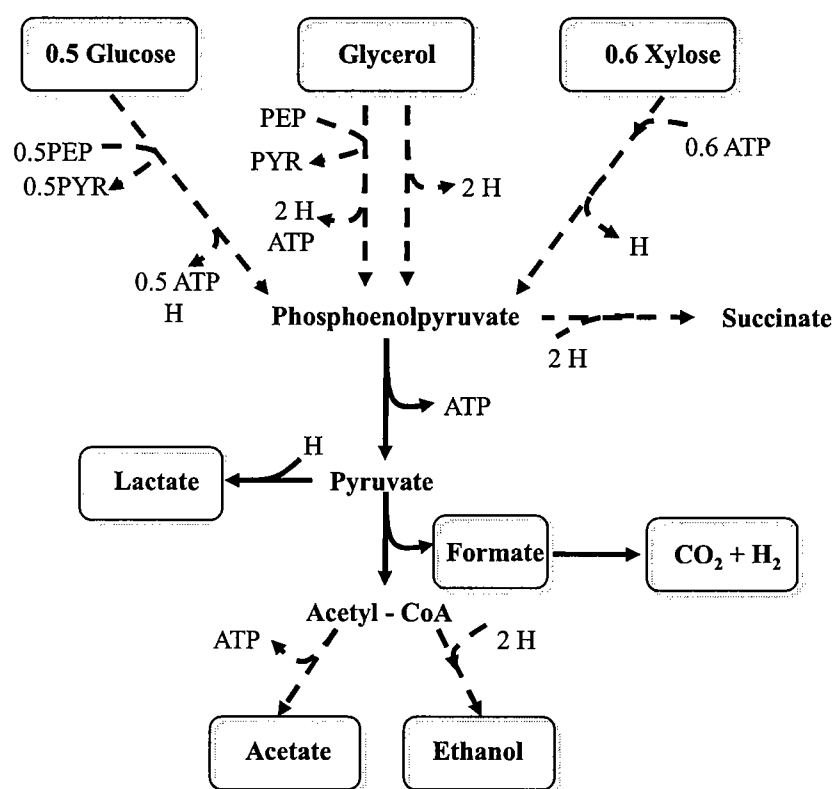 0.5 Glucose
Glycerol
0.6 Xylose
PEP
PYR
0.5PEP
0.5PYR
0.6 ATP
2 H
ATP
2 H
H
0.5 ATP
H
Phosphoenolpyruvate
Succinate
2 H
ATP
H
Lactate
Pyruvate
Formate
CO₂ + H₂
Acetyl - CoA
ATP
2 H
Acetate
Ethanol